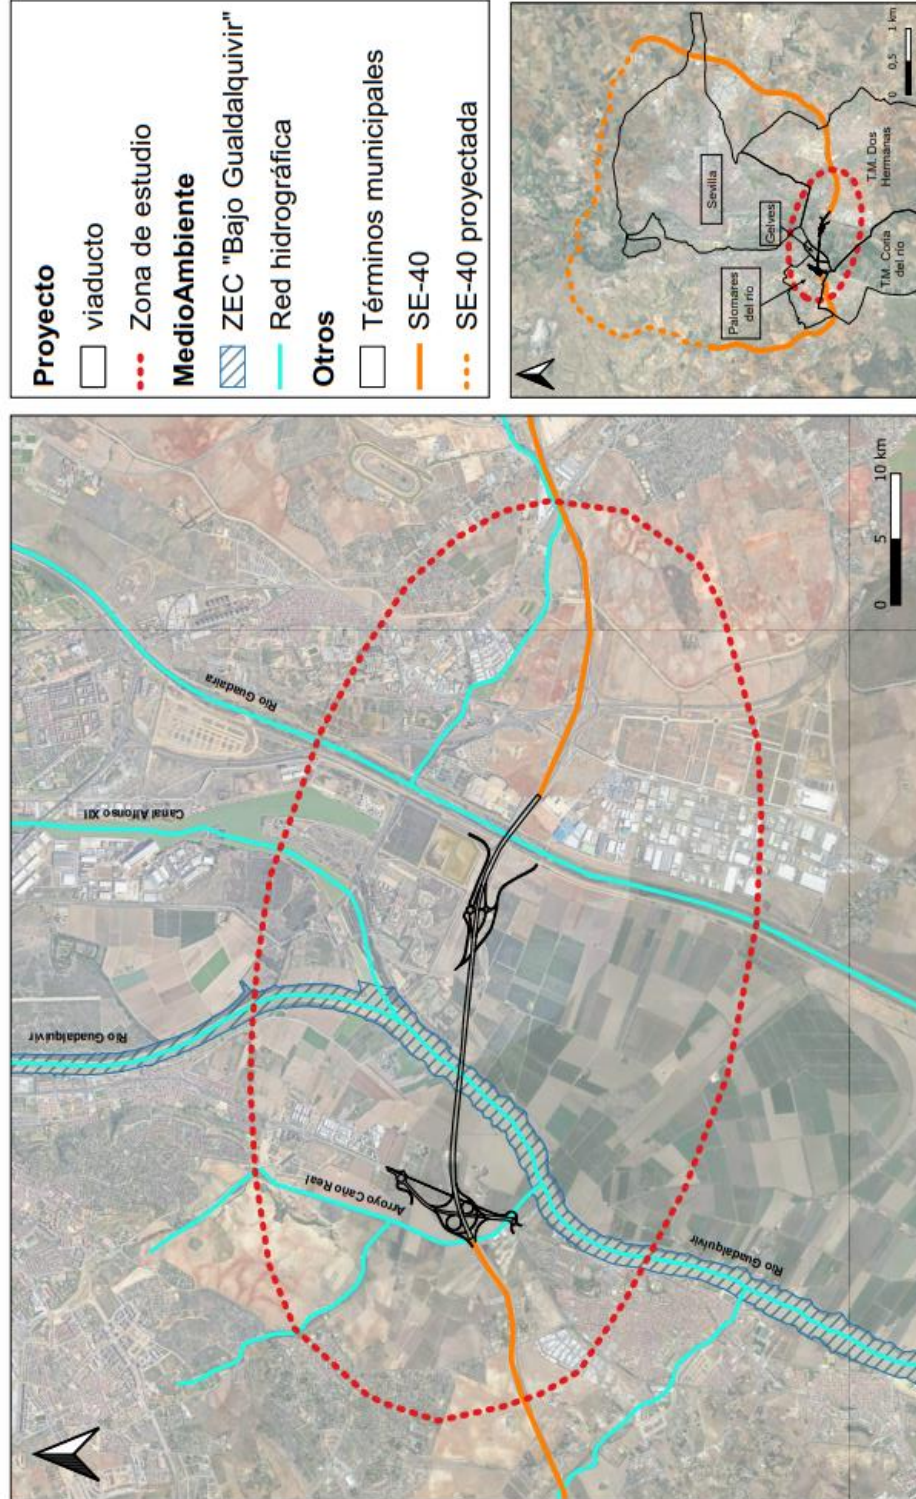 Proyecto
viaducto
Zona de estudio
MedioAmbiente
ZEC "Bajo Gualdalquivir"
Red hidrográfica
Otros
Términos municipales
SE-40
SE-40 proyectada
Sevilla
Gelves
Palomares
del río
T.M. Coria
del río
T.M. Dos
Hermanas
0 0,5 1 km
Río Guadaira
Canal Alfonso XIII
Río Guadalquivir
Arroyo Caño Real
Río Guadalquivir
0 5 10 km